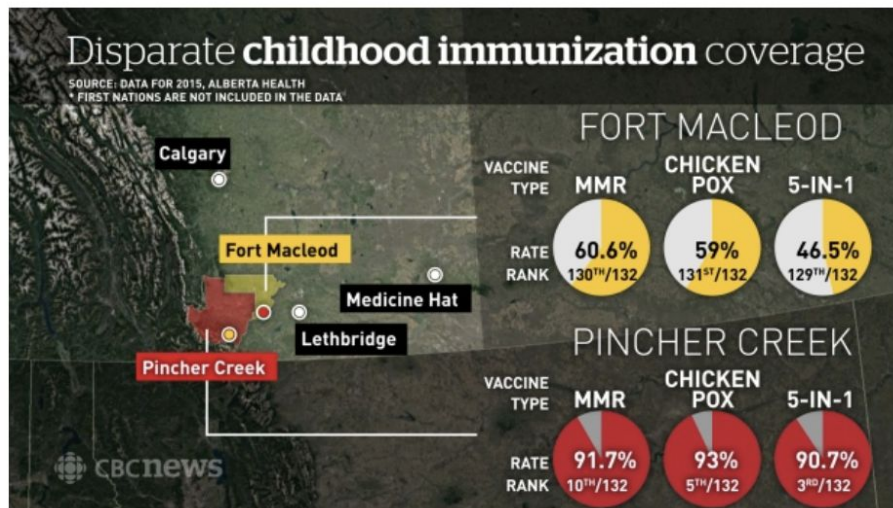 Disparate childhood immunization coverage
SOURCE: DATA FOR 2015, ALBERTA HEALTH
* FIRST NATIONS ARE NOT INCLUDED IN THE DATA
Calgary
Fort Macleod
Medicine Hat
Lethbridge
Pincher Creek
FORT MACLEOD
VACCINE TYPE
MMR
CHICKEN POX
5-IN-1
RATE
60.6%
59%
46.5%
RANK
130TH/132
131ST/132
129TH/132
PINCHER CREEK
VACCINE TYPE
MMR
CHICKEN POX
5-IN-1
RATE
91.7%
93%
90.7%
RANK
10TH/132
5TH/132
3RD/132
CBCnews